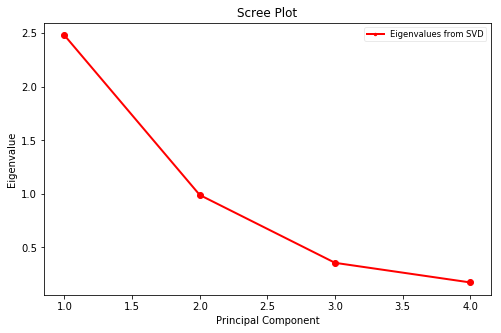 Scree Plot
Eigenvalues from SVD
2.5
2.0
1.5
1.0
0.5
Eigenvalue
1.0 1.5 2.0 2.5 3.0 3.5 4.0
Principal Component